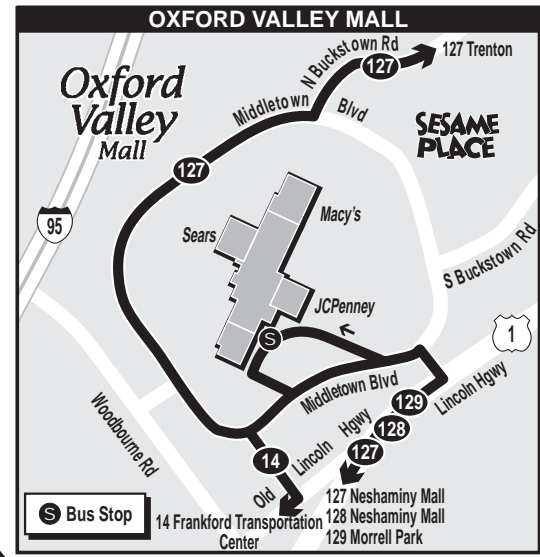 OXFORD VALLEY MALL
N Buckstown Rd
127 Trenton
127
Oxford
Valley
Mall
Middletown Blvd
SESAME
PLACE
127
95
Macy's
Sears
S Buckstown Rd
JCPenney
S
1
Middletown Blvd
Lincoln Hgwy
129
128
127
Woodbourne Rd
14
Old Lincoln Hgwy
S Bus Stop
14 Frankford Transportation
Center
127 Neshaminy Mall
128 Neshaminy Mall
129 Morrell Park